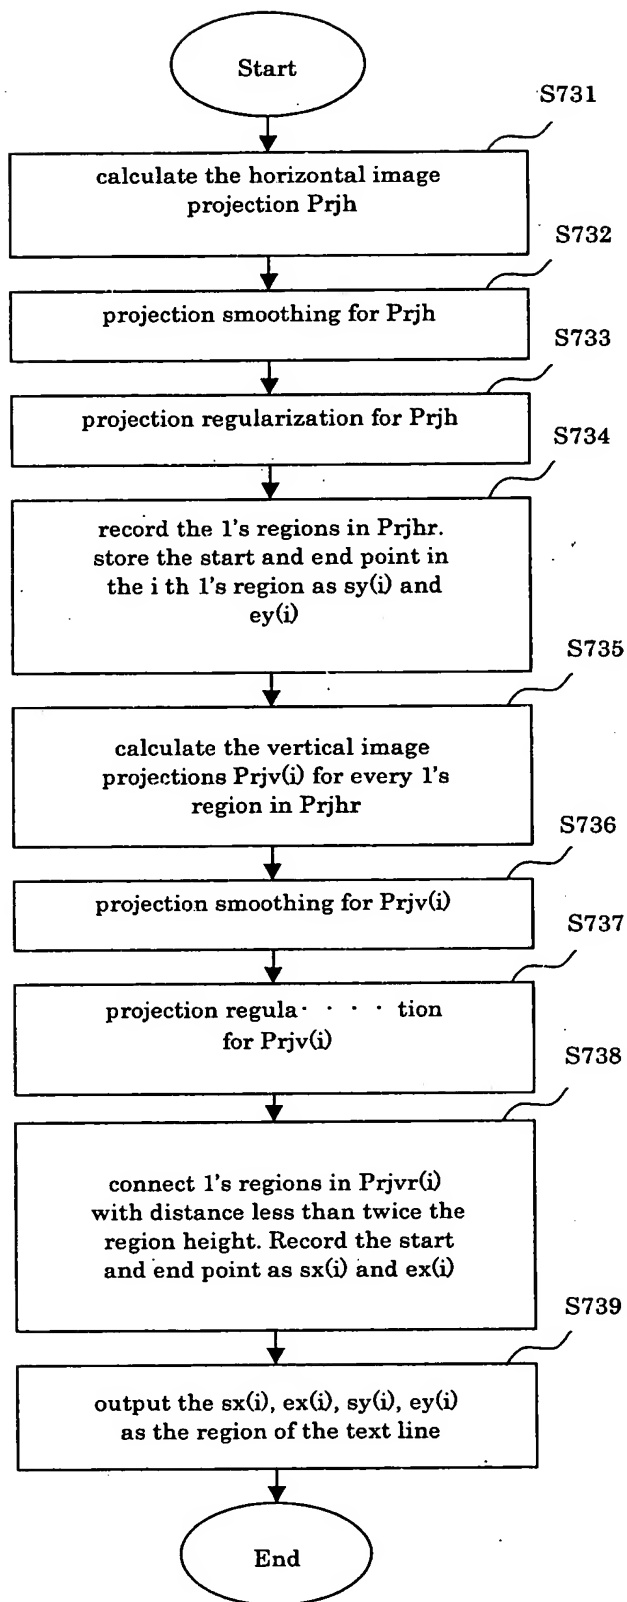 Start
S731
calculate the horizontal image
projection Prjh
S732
projection smoothing for Prjh
S733
projection regularization for Prjh
S734
record the 1's regions in Prjhr.
store the start and end point in
the i th 1's region as sy(i) and
ey(i)
S735
calculate the vertical image
projections Prjv(i) for every 1's
region in Prjhr
S736
projection smoothing for Prjv(i)
S737
projection regula· · · · tion
for Prjv(i)
S738
connect 1's regions in Prjvr(i)
with distance less than twice the
region height. Record the start
and end point as sx(i) and ex(i)
S739
output the sx(i), ex(i), sy(i), ey(i)
as the region of the text line
End